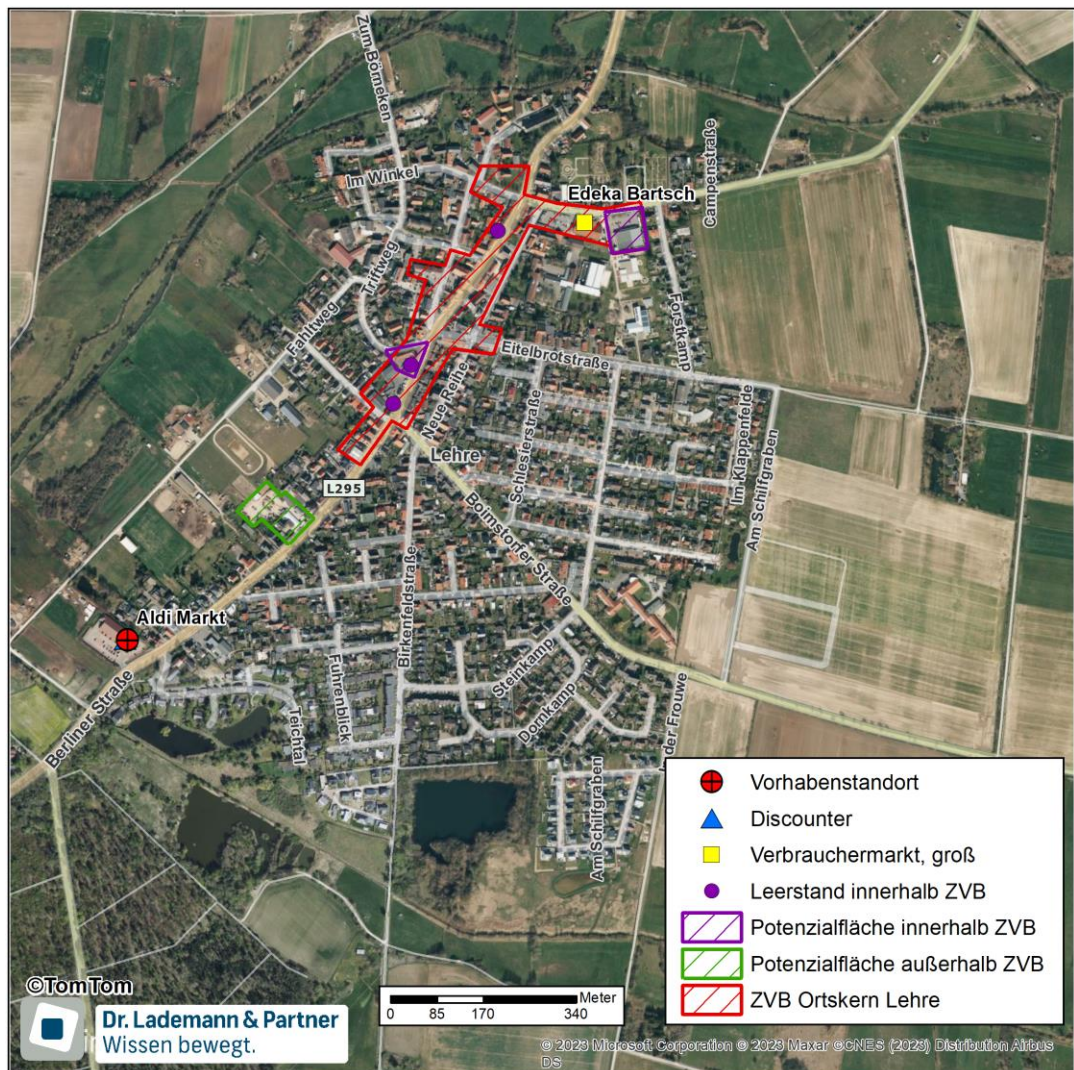 Zum Börneken
Im Winkel
Edeka Bartsch
Campenstraße
Triftweg
Fahltweg
Forstkamp
Eitelbrotstraße
Neue Reihe
Schlesierstraße
Im Klappenfelde
Am Schilfgraben
Lehre
L295
Boimstorfer Straße
Birkenfeldstraße
Aldi Markt
Berliner Straße
Fuhrenblick
Teichtal
Steinkamp
Dornkamp
der Frouwe
Am Schilfgraben
Vorhabenstandort
Discounter
Verbrauchermarkt, groß
Leerstand innerhalb ZVB
Potenzialfläche innerhalb ZVB
Potenzialfläche außerhalb ZVB
ZVB Ortskern Lehre
©TomTom
Dr. Lademann & Partner
Wissen bewegt.
Meter
0 85 170 340
© 2023 Microsoft Corporation © 2023 Maxar ©CNES (2023) Distribution Airbus
DS